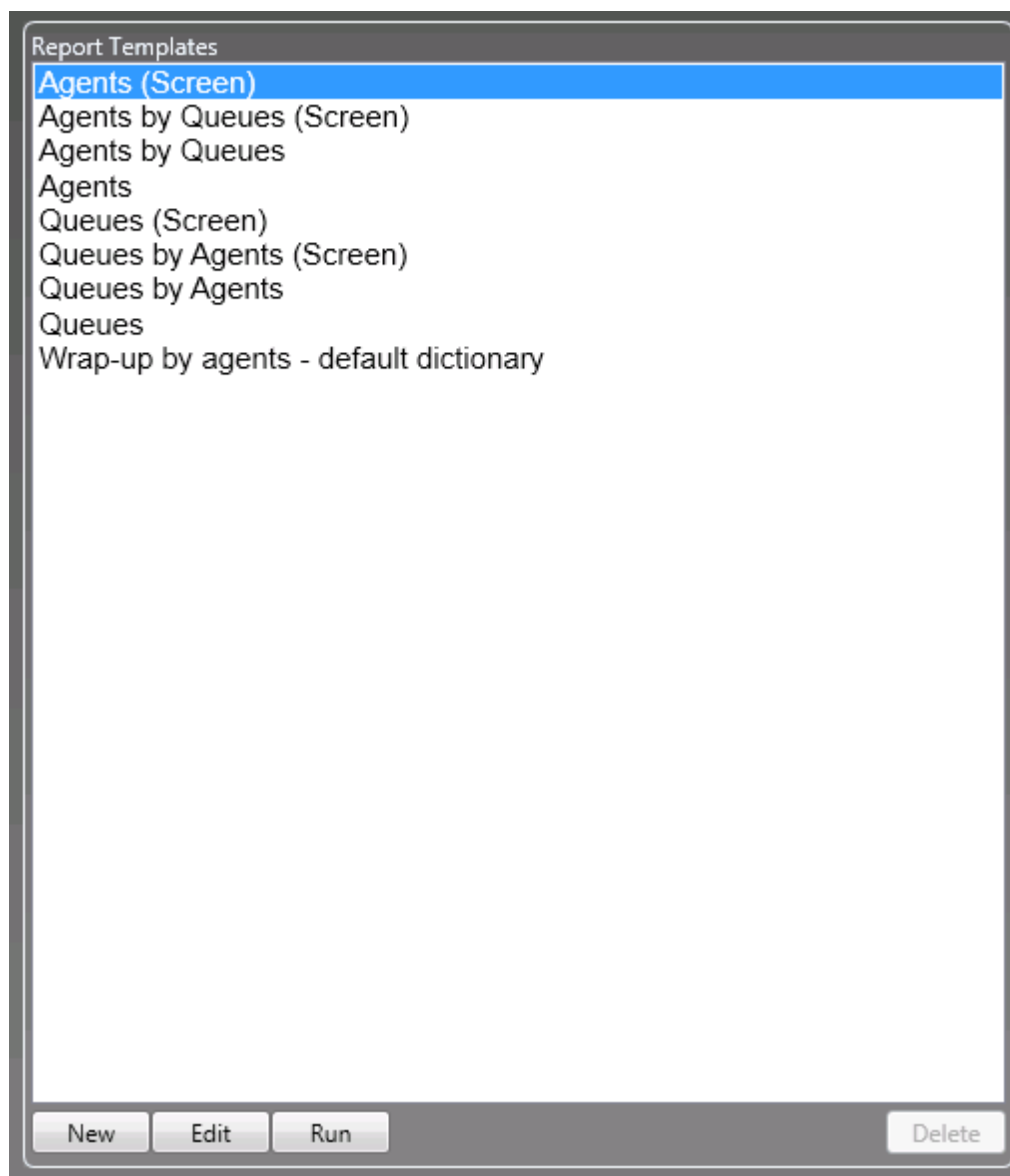 Report Templates
Agents (Screen)
Agents by Queues (Screen)
Agents by Queues
Agents
Queues (Screen)
Queues by Agents (Screen)
Queues by Agents
Queues
Wrap-up by agents - default dictionary
New Edit Run Delete